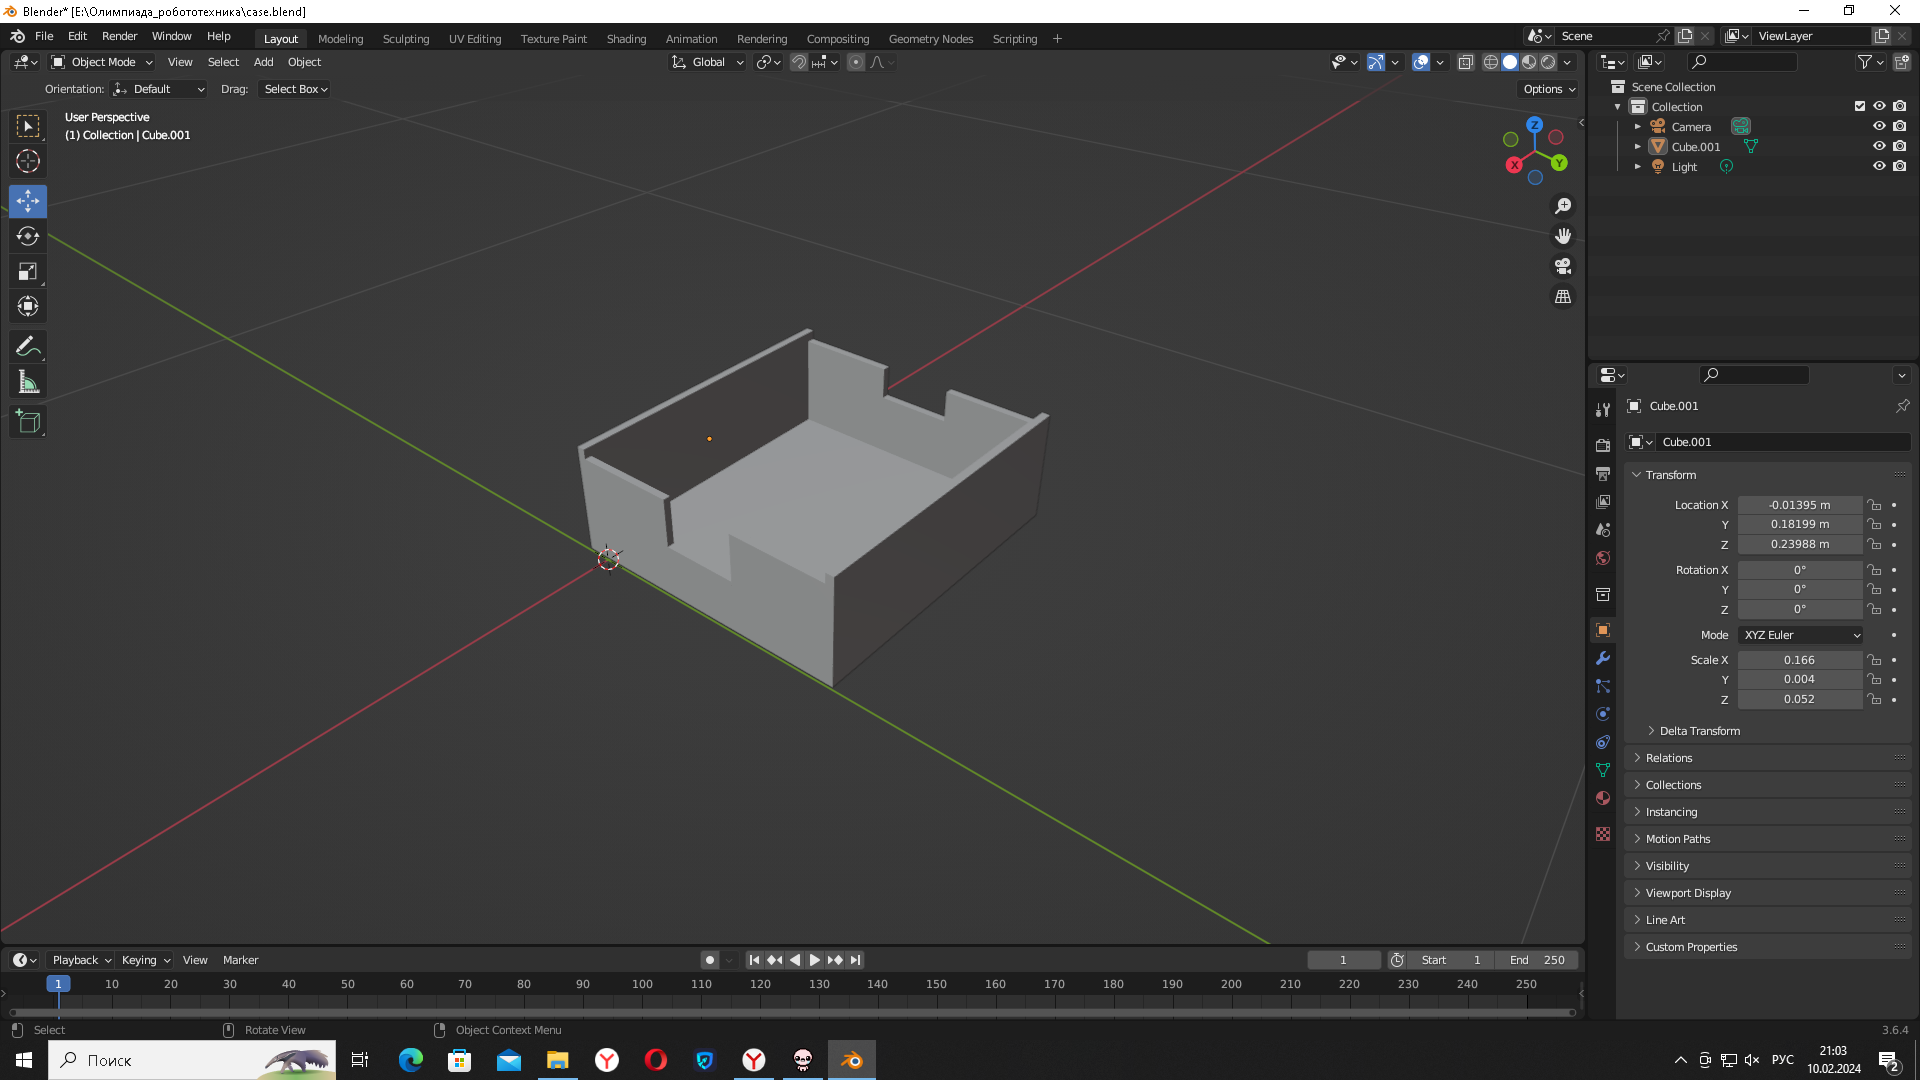 Blender* [E:\Олимпиада_робототехника\case.blend]
File Edit Render Window Help Layout Modeling Sculpting UV Editing Texture Paint Shading Animation Rendering Compositing Geometry Nodes Scripting + Scene ViewLayer
Object Mode View Select Add Object Global
Orientation: Default Drag: Select Box Options
User Perspective
(1) Collection | Cube.001
Z
X
Y
Scene Collection
Collection
Camera
Cube.001
Light
Cube.001
Cube.001
Transform
Location X -0.01395 m
Y 0.18199 m
Z 0.23988 m
Rotation X 0°
Y 0°
Z 0°
Mode XYZ Euler
Scale X 0.166
Y 0.004
Z 0.052
Delta Transform
Relations
Collections
Instancing
Motion Paths
Visibility
Viewport Display
Line Art
Custom Properties
Playback Keying View Marker 1 Start 1 End 250
1 10 20 30 40 50 60 70 80 90 100 110 120 130 140 150 160 170 180 190 200 210 220 230 240 250
Select Rotate View Object Context Menu 3.6.4
Поиск
РУС
21:03
10.02.2024
2